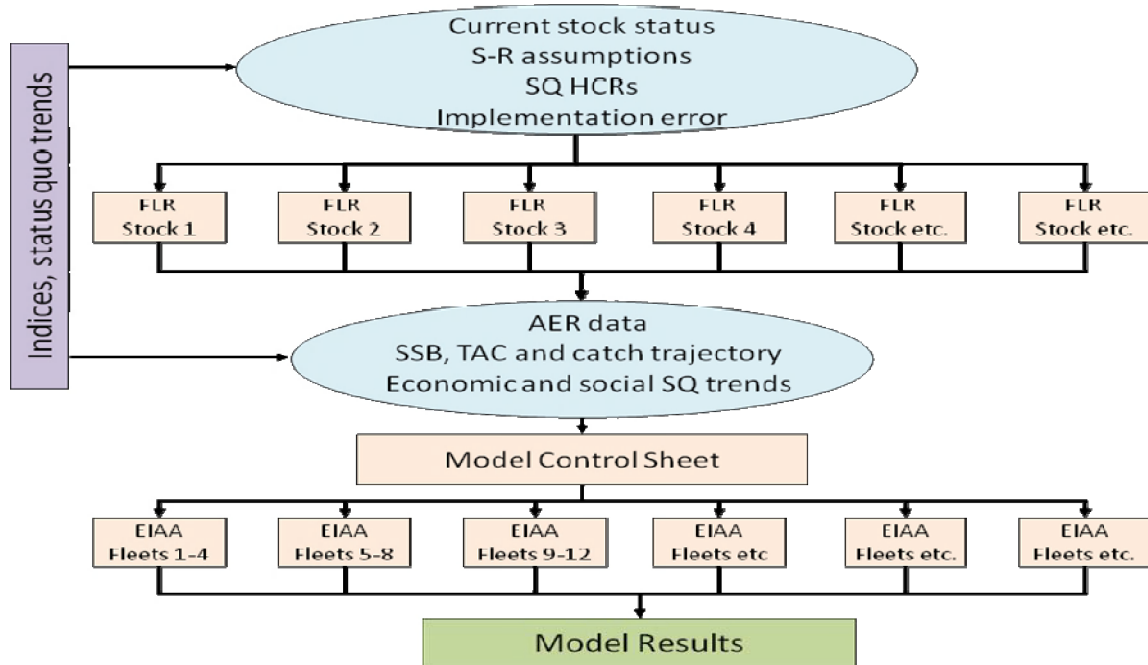 Indices, status quo trends
Current stock status
S-R assumptions
SQ HCRs
Implementation error
FLR
Stock 1
FLR
Stock 2
FLR
Stock 3
FLR
Stock 4
FLR
Stock etc.
FLR
Stock etc.
AER data
SSB, TAC and catch trajectory
Economic and social SQ trends
Model Control Sheet
EIAA
Fleets 1-4
EIAA
Fleets 5-8
EIAA
Fleets 9-12
EIAA
Fleets etc
EIAA
Fleets etc.
EIAA
Fleets etc.
Model Results